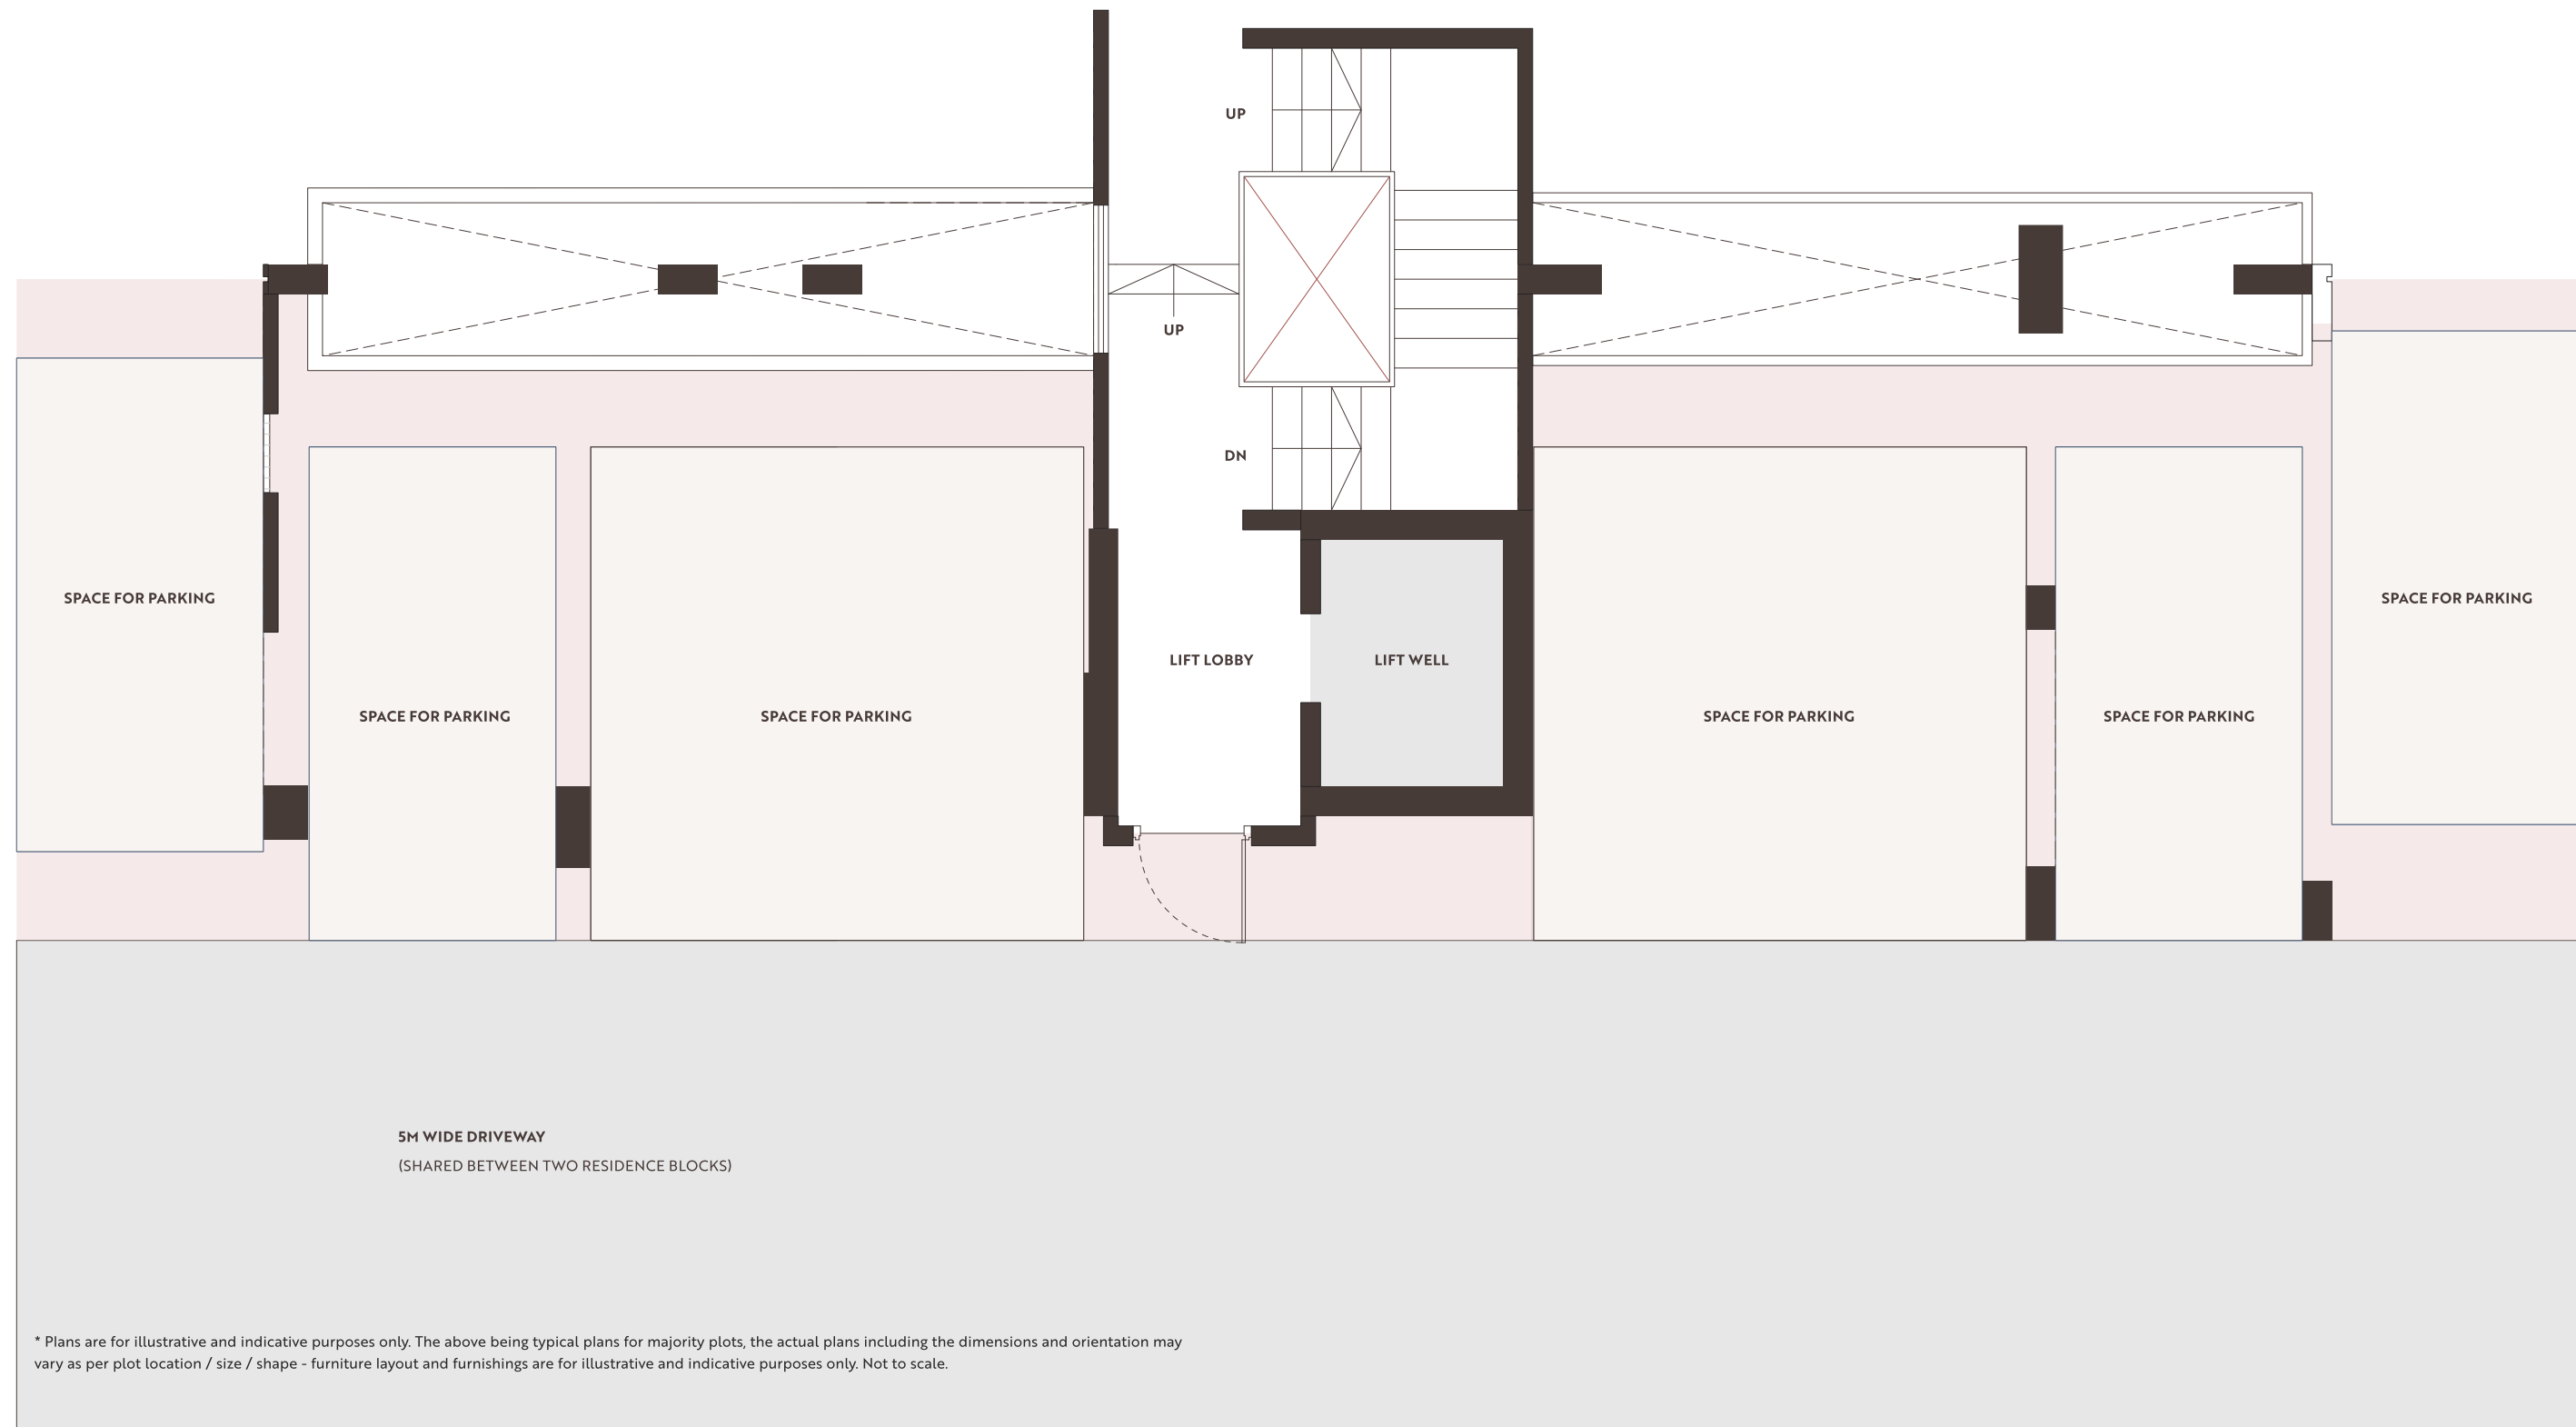 UP
UP
DN
SPACE FOR PARKING
SPACE FOR PARKING
LIFT LOBBY
LIFT WELL
SPACE FOR PARKING
SPACE FOR PARKING
SPACE FOR PARKING
SPACE FOR PARKING
5M WIDE DRIVEWAY
(SHARED BETWEEN TWO RESIDENCE BLOCKS)
* Plans are for illustrative and indicative purposes only. The above being typical plans for majority plots, the actual plans including the dimensions and orientation may
vary as per plot location / size / shape - furniture layout and furnishings are for illustrative and indicative purposes only. Not to scale.